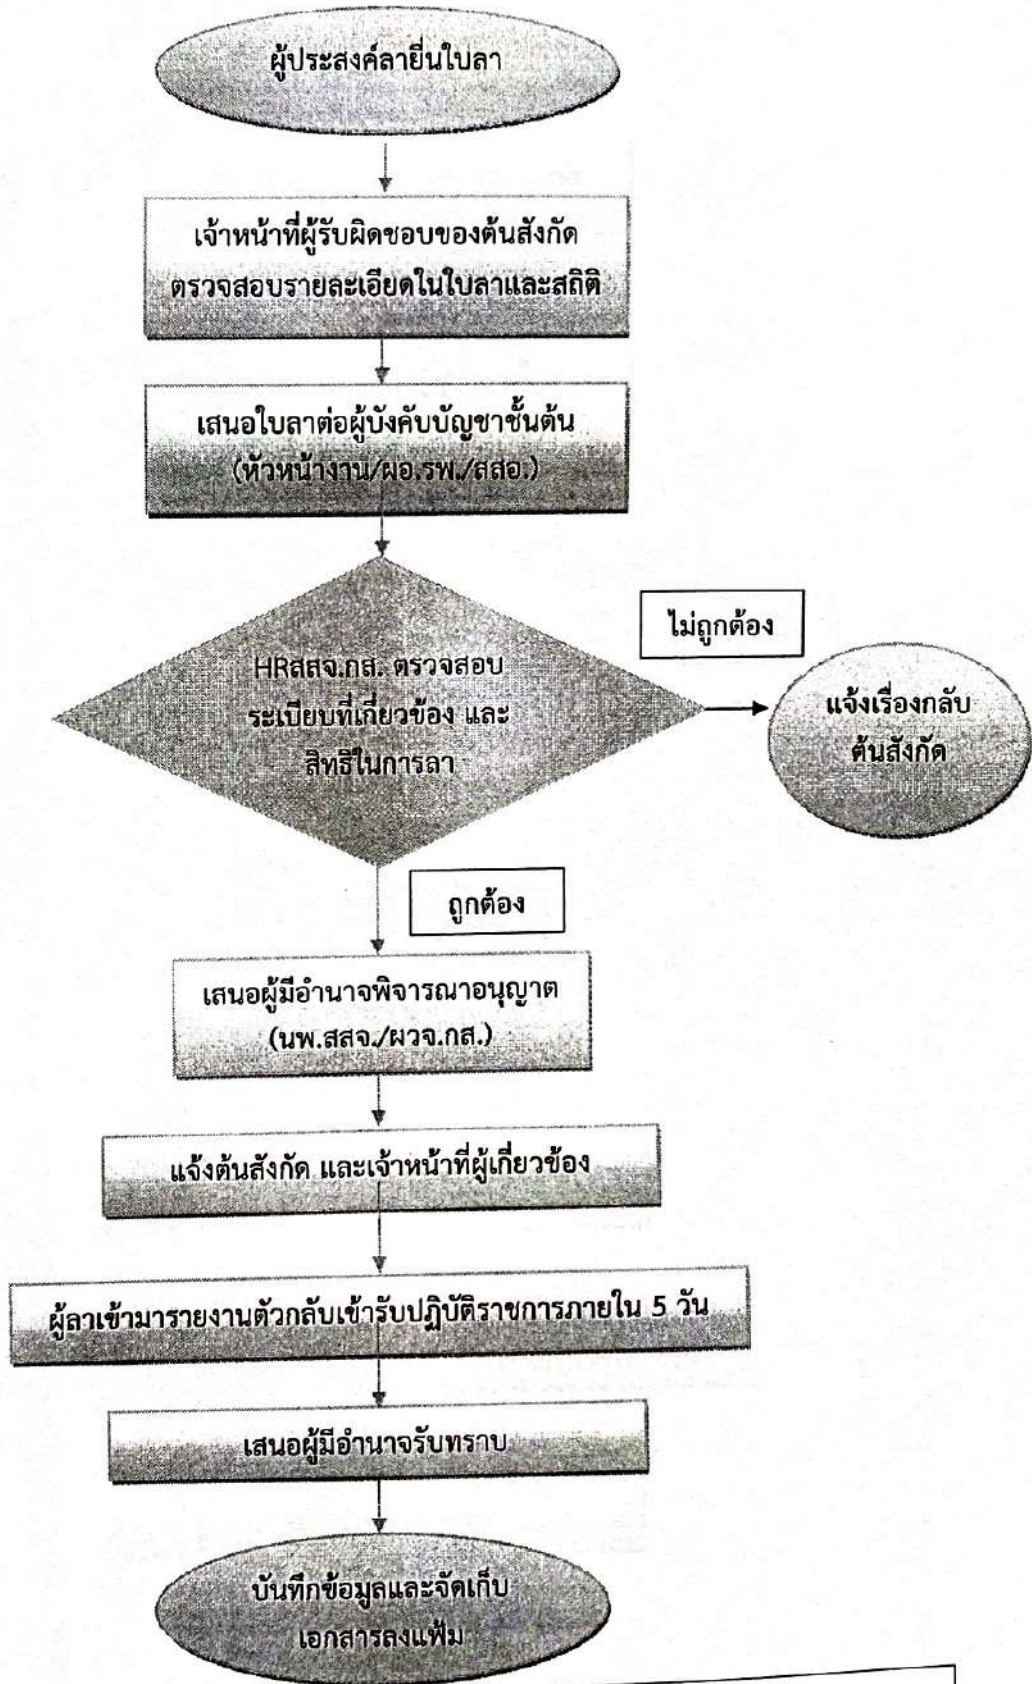 ผู้ประสงค์ลายื่นใบลา
เจ้าหน้าที่ผู้รับผิดชอบของต้นสังกัด
ตรวจสอบรายละเอียดในใบลาและสถิติ
เสนอใบลาต่อผู้บังคับบัญชาชั้นต้น
(หัวหน้างาน/ผอ.รพ./สสอ.)
HRสสจ.กส. ตรวจสอบ
ระเบียบที่เกี่ยวข้อง และ
สิทธิในการลา
ไม่ถูกต้อง
แจ้งเรื่องกลับ
ต้นสังกัด
ถูกต้อง
เสนอผู้มีอำนาจพิจารณาอนุญาต
(นพ.สสจ./ผวจ.กส.)
แจ้งต้นสังกัด และเจ้าหน้าที่ผู้เกี่ยวข้อง
ผู้ลาเข้ามารายงานตัวกลับเข้ารับปฏิบัติราชการภายใน 5 วัน
เสนอผู้มีอำนาจรับทราบ
บันทึกข้อมูลและจัดเก็บ
เอกสารลงแฟ้ม